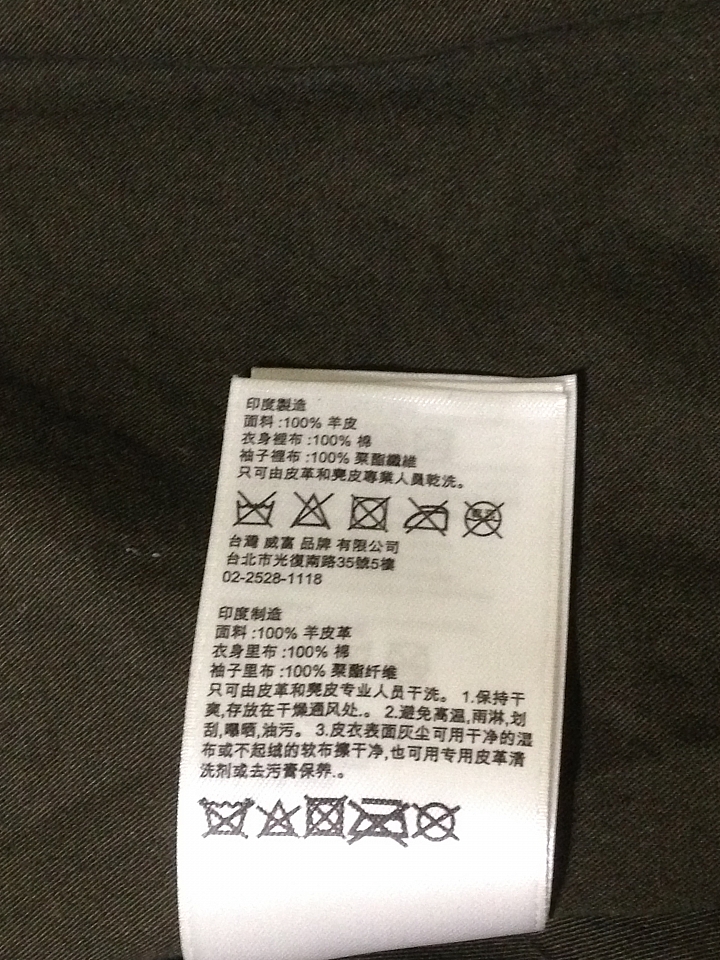 印度製造
面料:100% 羊皮
衣身裡布:100% 棉
袖子裡布:100% 聚酯纖維
只可由皮革和麂皮專業人員乾洗。
台灣 威富 品牌 有限公司
台北市光復南路35號5樓
02-2528-1118
印度制造
面料:100% 羊皮革
衣身里布:100% 棉
袖子里布:100% 聚酯纤维
只可由皮革和麂皮专业人员干洗。 1.保持干
爽,存放在干燥通风处.。 2.避免高温,雨淋,划
刮,曝晒,油污。 3.皮衣表面灰尘可用干净的湿
布或不起绒的软布擦干净,也可用专用皮革清
洗剂或去污膏保养.。